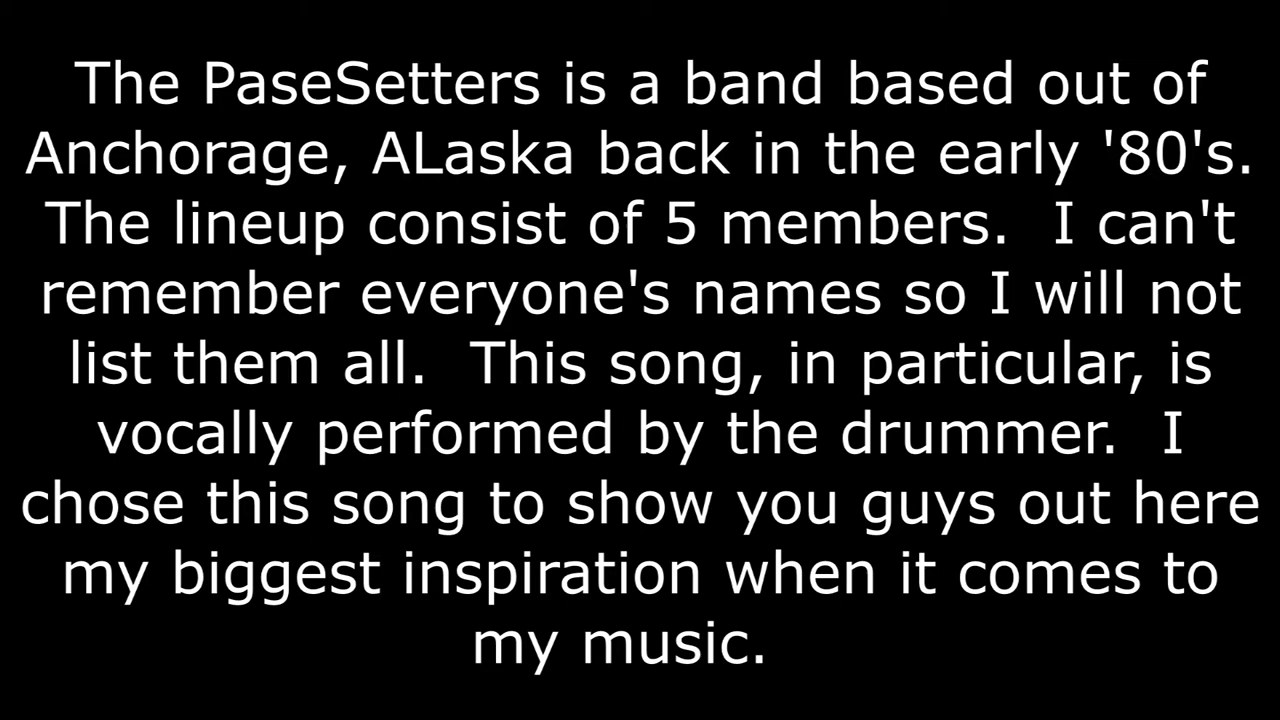 The PaseSetters is a band based out of
Anchorage, ALaska back in the early '80's.
The lineup consist of 5 members.  I can't
remember everyone's names so I will not
list them all.  This song, in particular, is
vocally performed by the drummer.  I
chose this song to show you guys out here
my biggest inspiration when it comes to
my music.